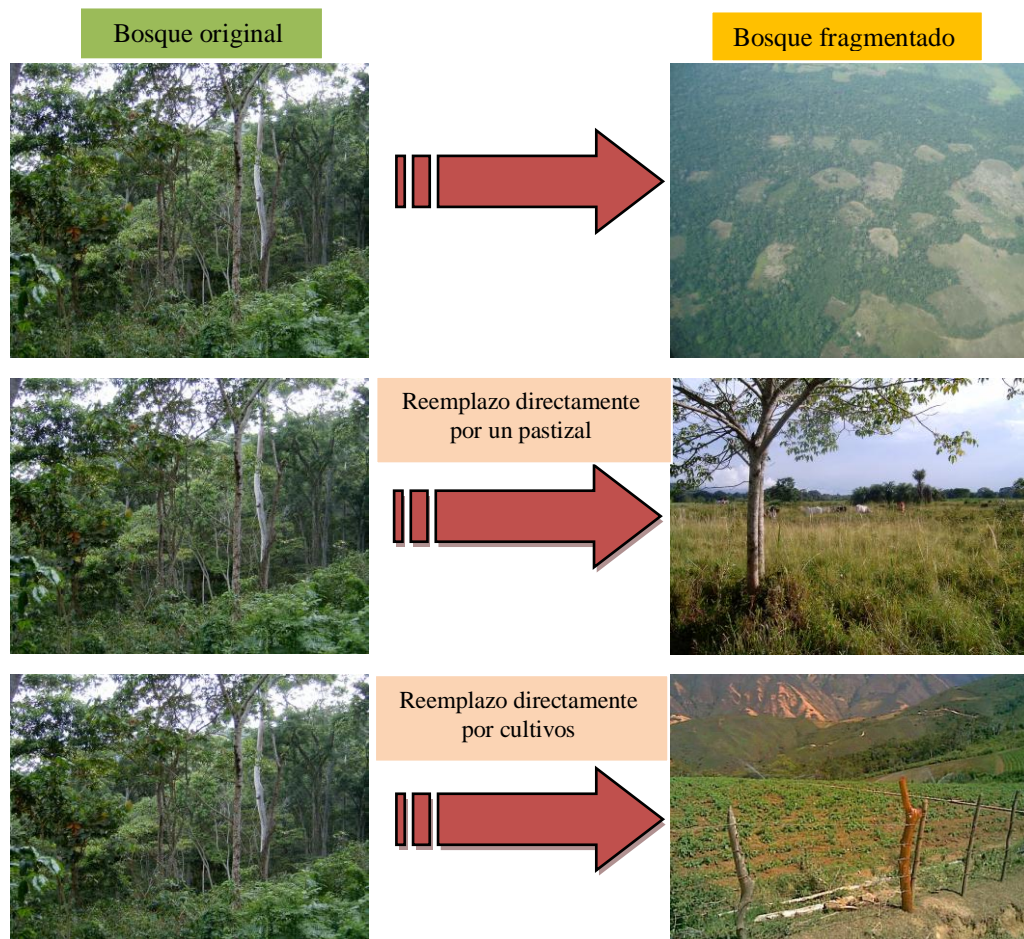 Bosque original
Bosque fragmentado
Reemplazo directamente
por un pastizal
Reemplazo directamente
por cultivos